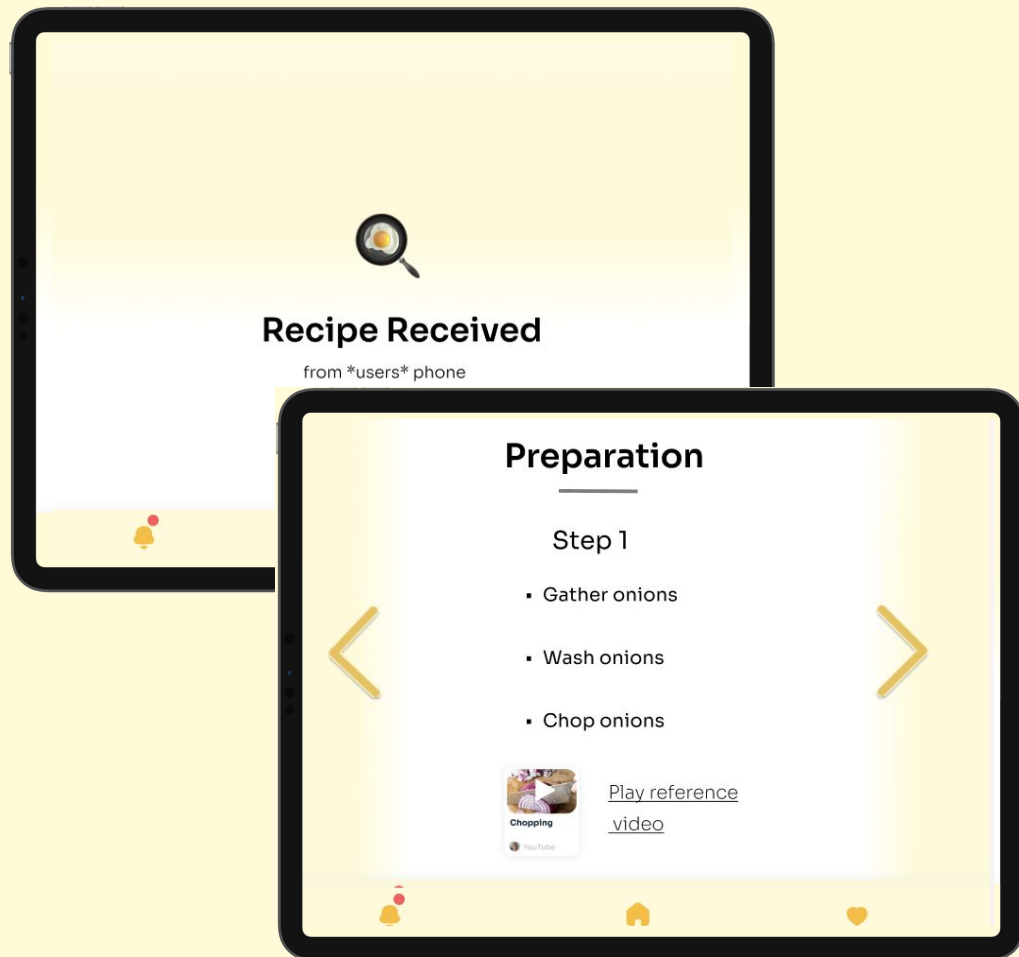 Recipe Received
from *users* phone
Preparation
Step 1
▪ Gather onions
▪ Wash onions
▪ Chop onions
Play reference
video
Chopping
YouTube